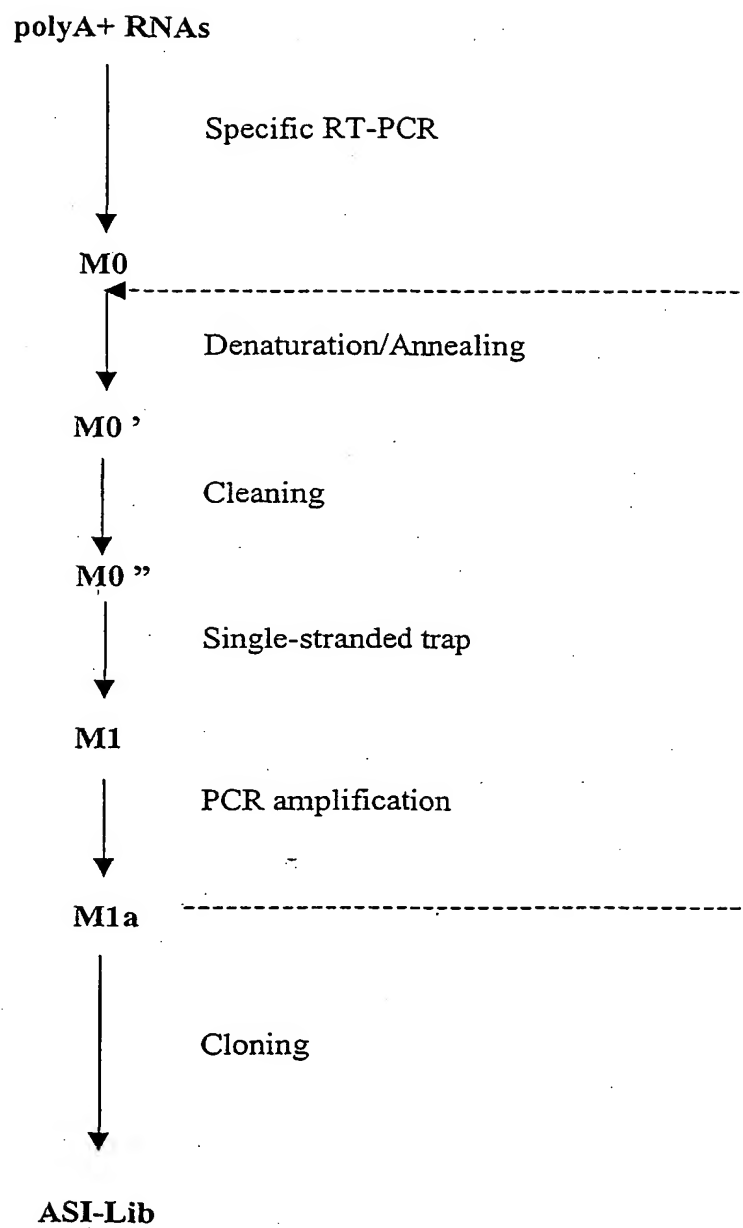 polyA+ RNAs
Specific RT-PCR
M0
Denaturation/Annealing
M0 ’
Cleaning
M0 ”
Single-stranded trap
M1
PCR amplification
M1a
Cloning
ASI-Lib